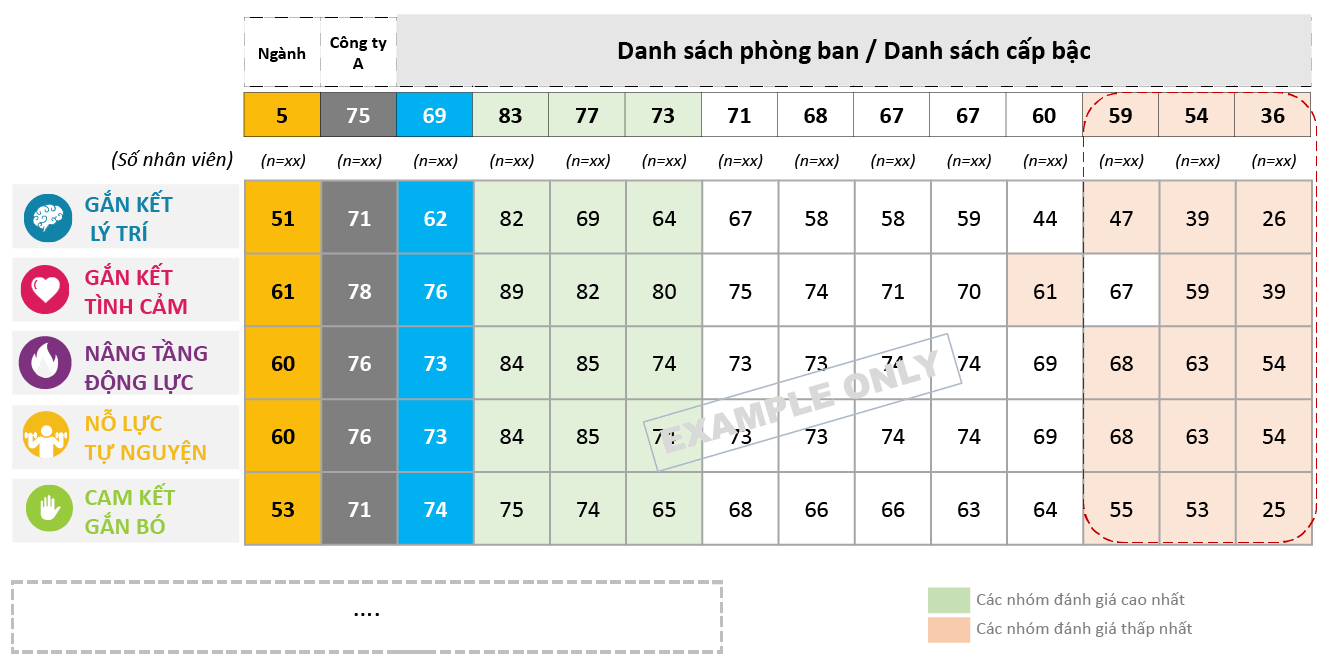 Ngành
Công ty
A
Danh sách phòng ban / Danh sách cấp bậc
5 75 69 83 77 73 71 68 67 67 60 59 54 36
(Số nhân viên) (n=xx) (n=xx) (n=xx) (n=xx) (n=xx) (n=xx) (n=xx) (n=xx) (n=xx) (n=xx) (n=xx) (n=xx) (n=xx) (n=xx)
GẮN KẾT
LÝ TRÍ
51 71 62 82 69 64 67 58 58 59 44 47 39 26
GẮN KẾT
TÌNH CẢM
61 78 76 89 82 80 75 74 71 70 61 67 59 39
NÂNG TẦNG
ĐỘNG LỰC
60 76 73 84 85 74 73 73 74 74 69 68 63 54
NỖ LỰC
TỰ NGUYỆN
60 76 73 84 85 74 73 73 74 74 69 68 63 54
CAM KẾT
GẮN BÓ
53 71 74 75 74 65 68 66 66 63 64 55 53 25
EXAMPLE ONLY
....
Các nhóm đánh giá cao nhất
Các nhóm đánh giá thấp nhất